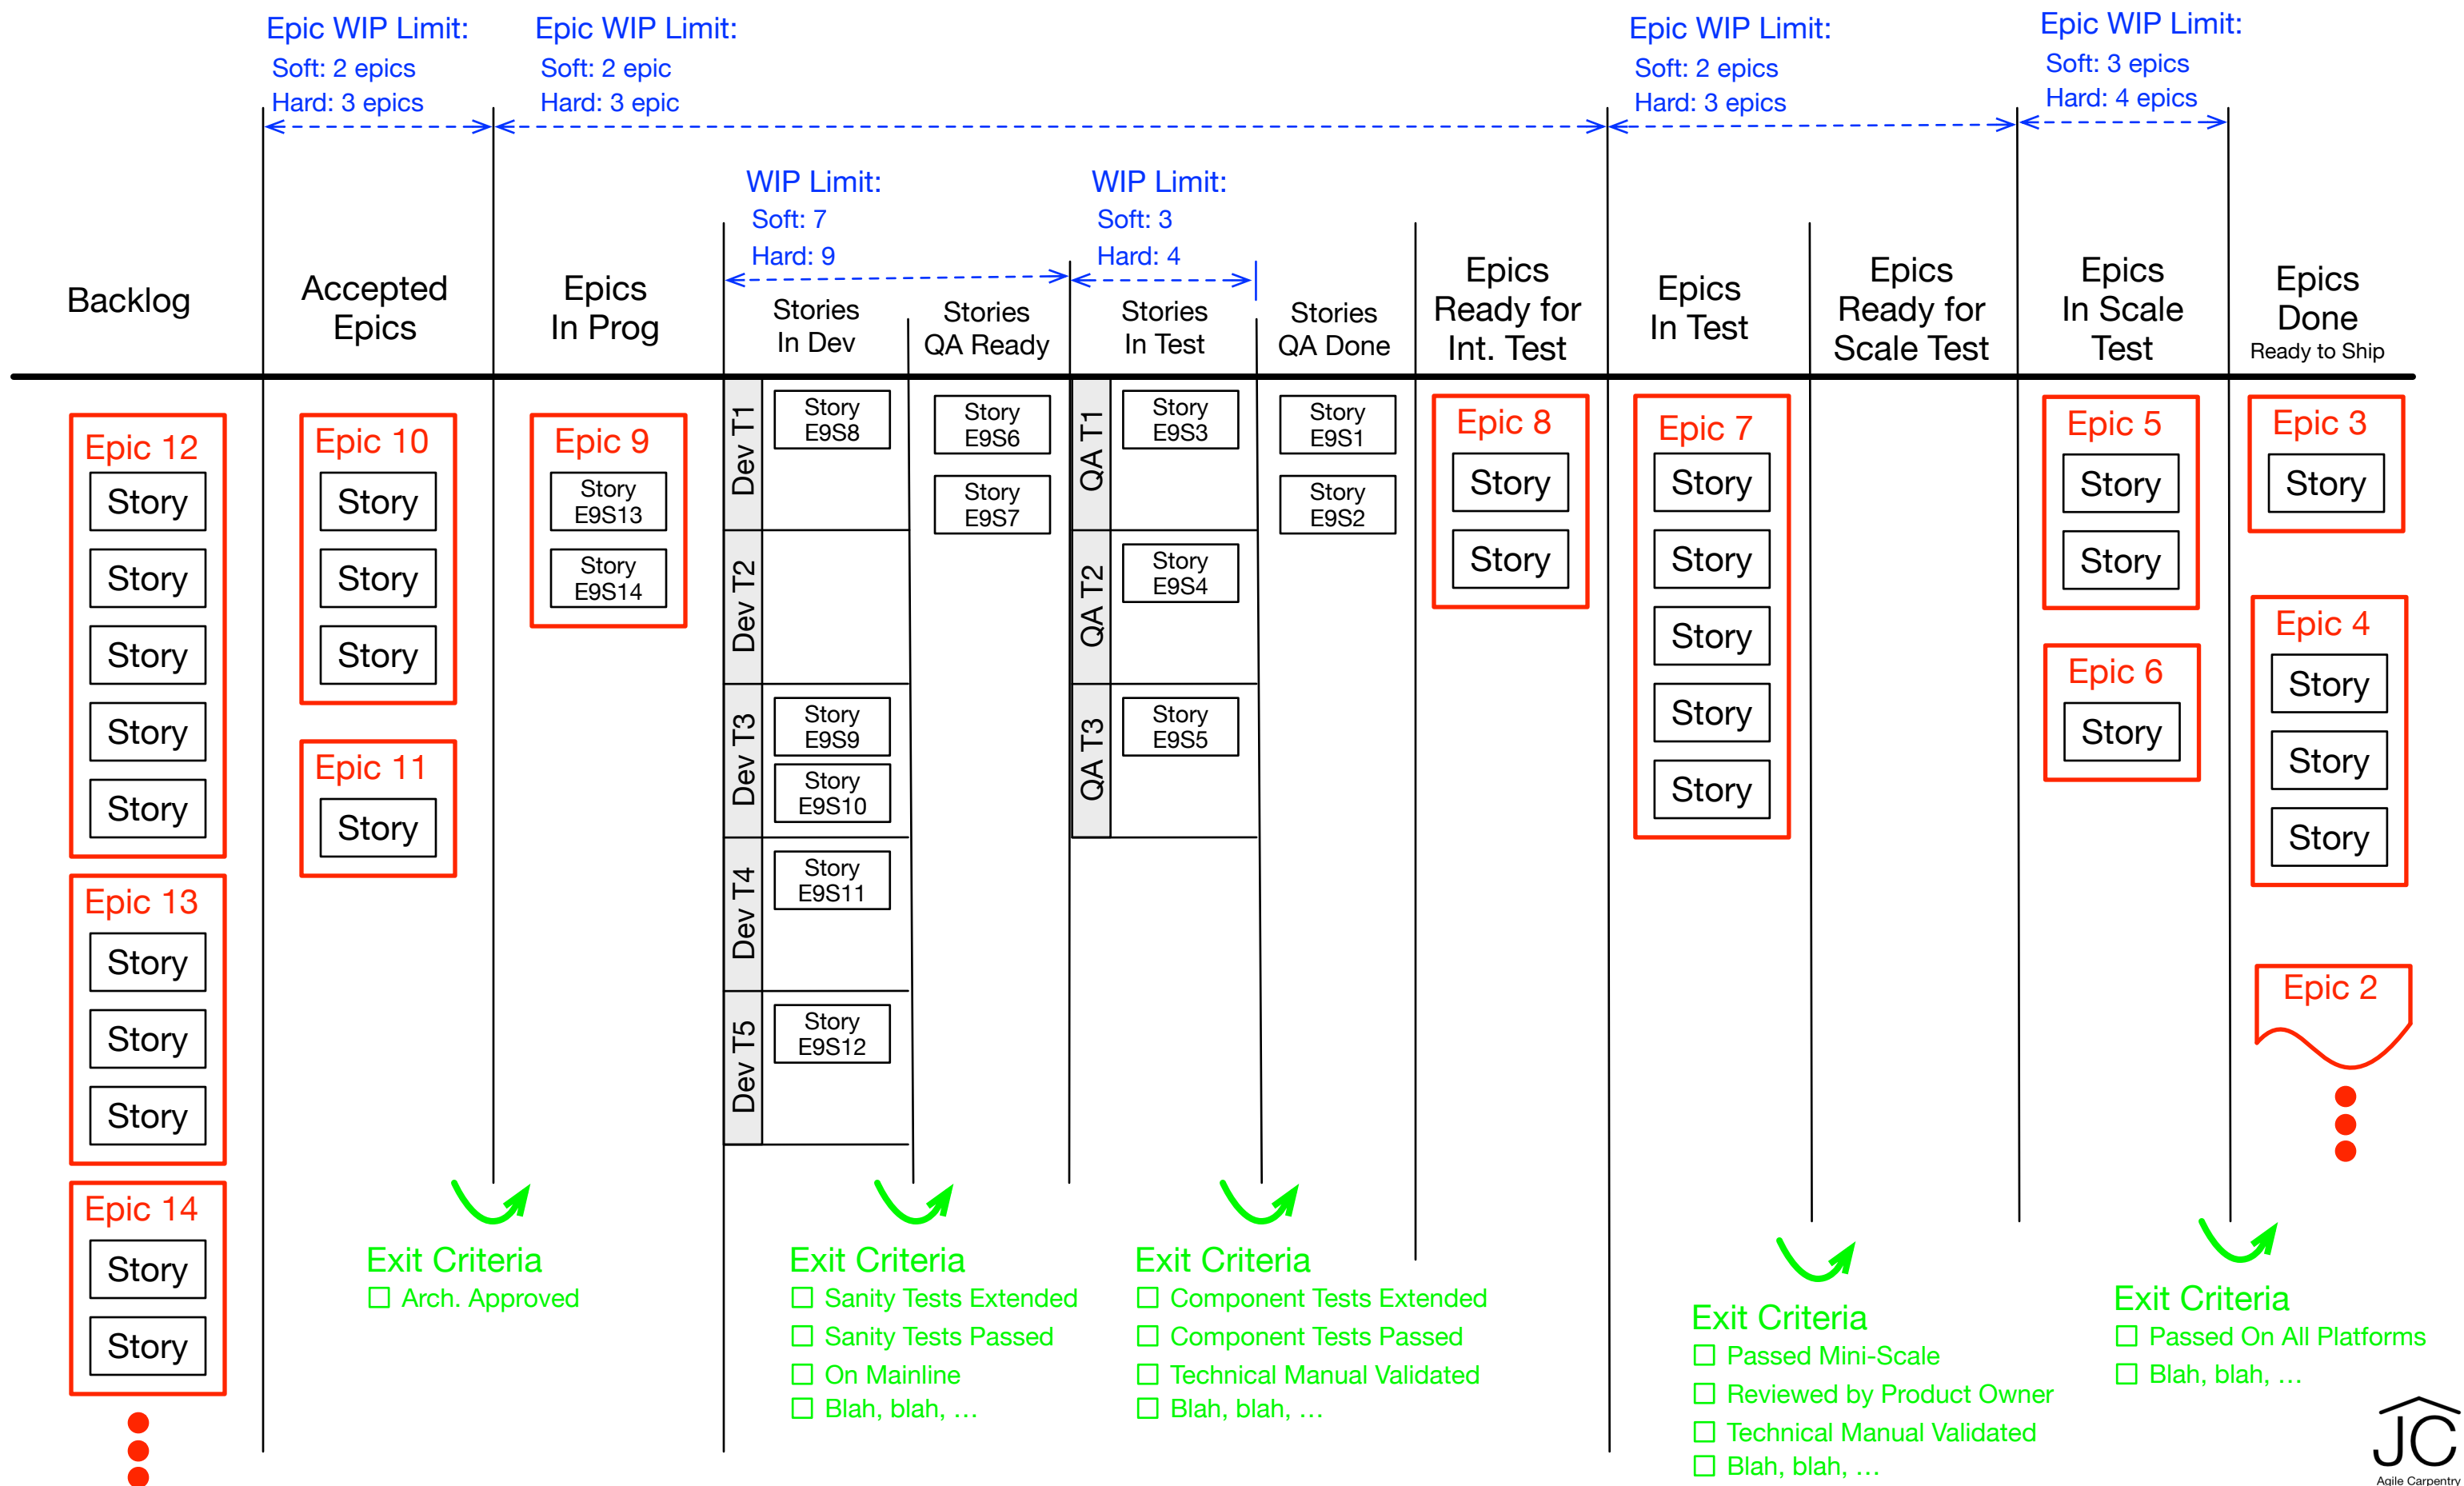 Epic WIP Limit:
Soft: 2 epics
Hard: 3 epics
Epic WIP Limit:
Soft: 2 epic
Hard: 3 epic
Epic WIP Limit:
Soft: 2 epics
Hard: 3 epics
Epic WIP Limit:
Soft: 3 epics
Hard: 4 epics
WIP Limit:
Soft: 7
Hard: 9
WIP Limit:
Soft: 3
Hard: 4
Backlog
Accepted
Epics
Epics
In Prog
Stories
In Dev
Stories
QA Ready
Stories
In Test
Stories
QA Done
Epics
Ready for
Int. Test
Epics
In Test
Epics
Ready for
Scale Test
Epics
In Scale
Test
Epics
Done
Ready to Ship
Epic 12
Story
Story
Story
Story
Story
Epic 13
Story
Story
Story
Epic 14
Story
Story
Epic 10
Story
Story
Story
Epic 11
Story
Epic 9
Story
E9S13
Story
E9S14
Dev T1
Story
E9S8
Dev T2
Dev T3
Story
E9S9
Story
E9S10
Dev T4
Story
E9S11
Dev T5
Story
E9S12
Story
E9S6
Story
E9S7
QA T1
Story
E9S3
QA T2
Story
E9S4
QA T3
Story
E9S5
Story
E9S1
Story
E9S2
Epic 8
Story
Story
Epic 7
Story
Story
Story
Story
Story
Epic 5
Story
Story
Epic 6
Story
Epic 3
Story
Epic 4
Story
Story
Story
Epic 2
Exit Criteria
Arch. Approved
Exit Criteria
Sanity Tests Extended
Sanity Tests Passed
On Mainline
Blah, blah, …
Exit Criteria
Component Tests Extended
Component Tests Passed
Technical Manual Validated
Blah, blah, …
Exit Criteria
Passed Mini-Scale
Reviewed by Product Owner
Technical Manual Validated
Blah, blah, …
Exit Criteria
Passed On All Platforms
Blah, blah, …
JC
Agile Carpentry